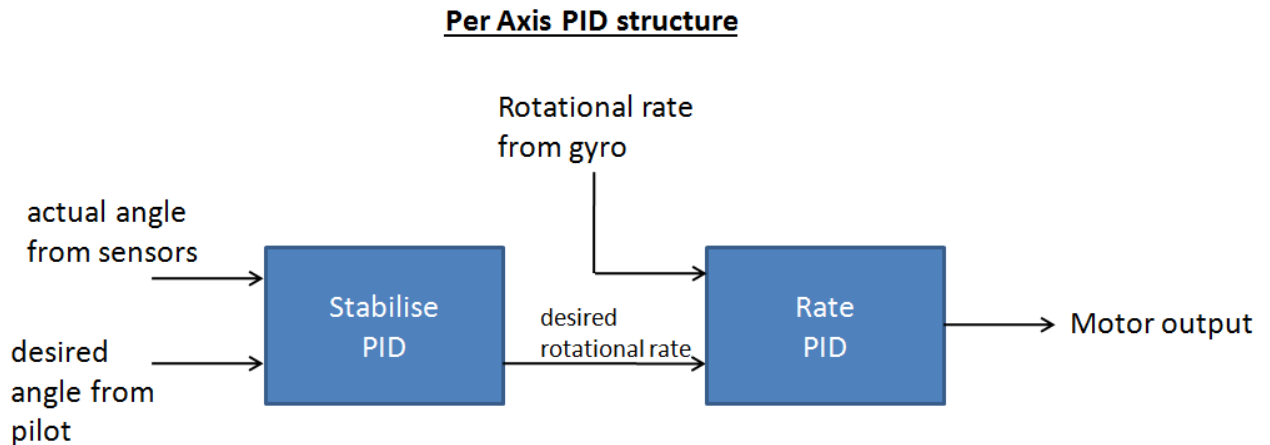 Per Axis PID structure
Rotational rate
from gyro
actual angle
from sensors
Stabilise
PID
desired
rotational rate
Rate
PID
Motor output
desired
angle from
pilot